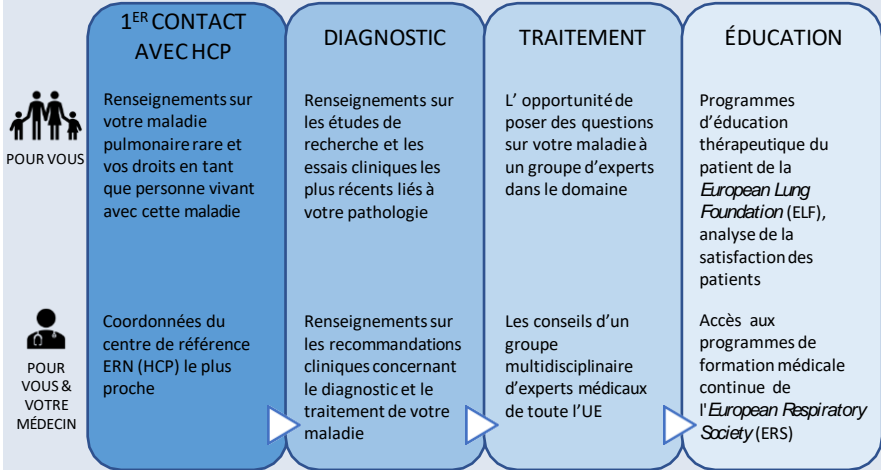 1ER CONTACT
AVEC HCP
DIAGNOSTIC
TRAITEMENT
ÉDUCATION
POUR VOUS
Renseignements sur
votre maladie
pulmonaire rare et
vos droits en tant
que personne vivant
avec cette maladie
Renseignements sur
les études de
recherche et les
essais cliniques les
plus récents liés à
votre pathologie
L’ opportunité de
poser des questions
sur votre maladie à
un groupe d’experts
dans le domaine
Programmes
d’éducation
thérapeutique du
patient de la
European Lung
Foundation (ELF),
analyse de la
satisfaction des
patients
POUR
VOUS &
VOTRE
MÉDECIN
Coordonnées du
centre de référence
ERN (HCP) le plus
proche
Renseignements sur
les recommandations
cliniques concernant
le diagnostic et le
traitement de votre
maladie
Les conseils d’un
groupe
multidisciplinaire
d’experts médicaux
de toute l’UE
Accès aux
programmes de
formation médicale
continue de
l'European Respiratory
Society (ERS)